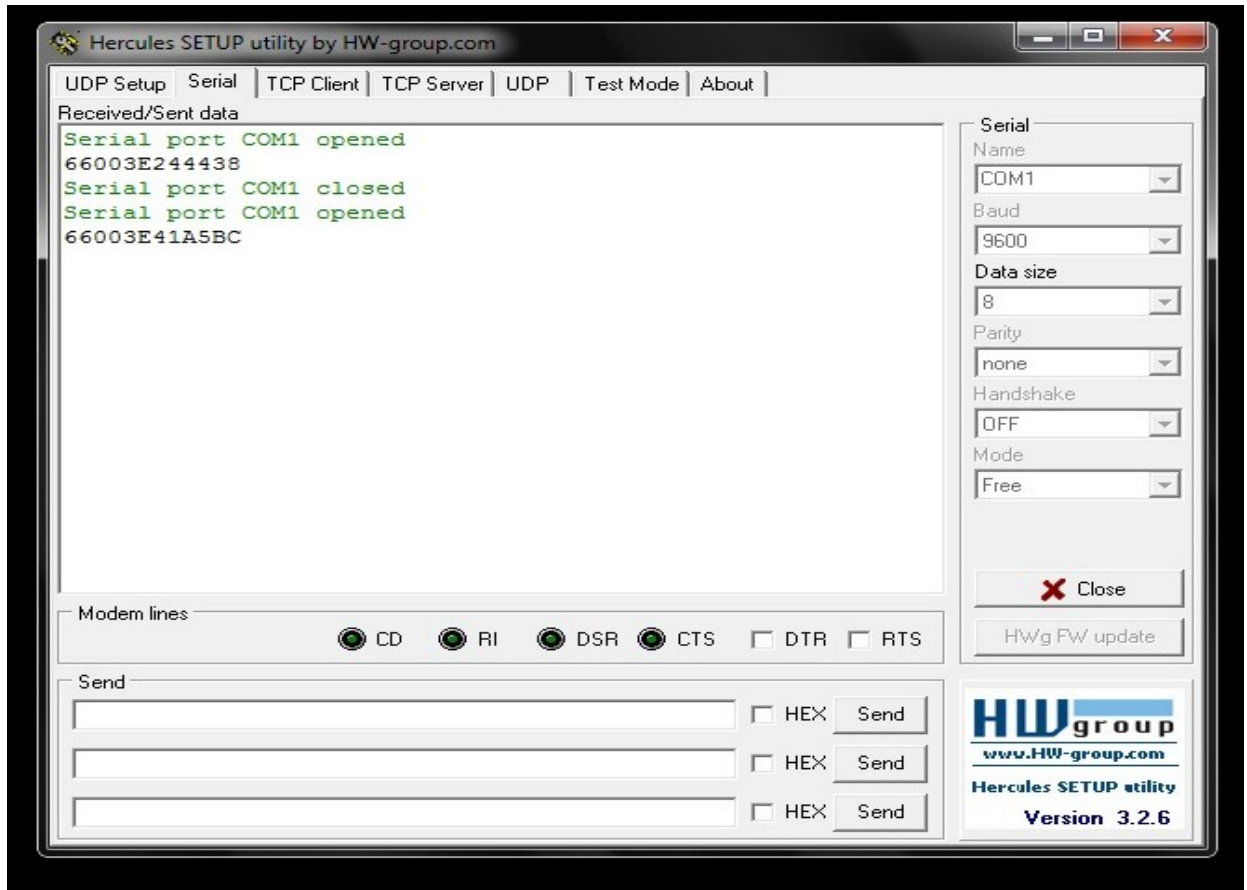 Hercules SETUP utility by HW-group.com
UDP Setup Serial TCP Client TCP Server UDP Test Mode About
Received/Sent data
Serial port COM1 opened
66003E244438
Serial port COM1 closed
Serial port COM1 opened
66003E41A5BC
Serial
Name
COM1
Baud
9600
Data size
8
Parity
none
Handshake
OFF
Mode
Free
Close
HWg FW update
Modem lines
CD RI DSR CTS DTR RTS
Send
HEX Send
HEX Send
HEX Send
HW group
www.HW-group.com
Hercules SETUP utility
Version 3.2.6